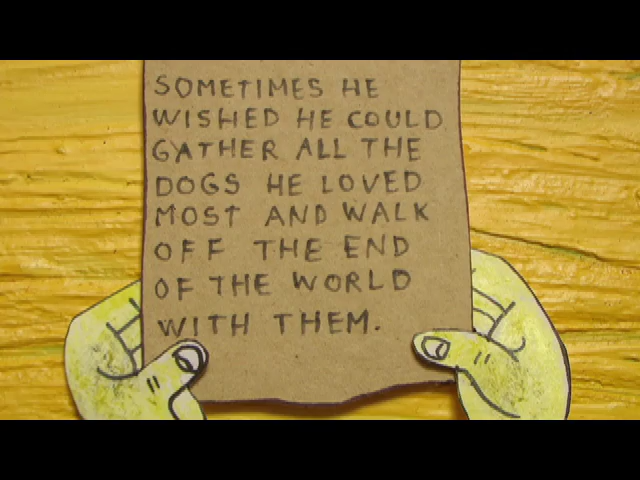 SOMETIMES HE
WISHED HE COULD
GATHER ALL THE
DOGS HE LOVED
MOST AND WALK
OFF THE END
OF THE WORLD
WITH THEM.